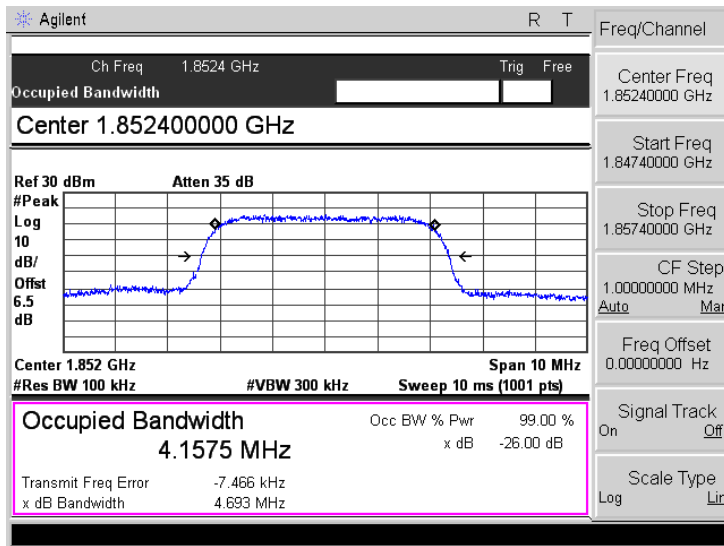 Agilent R T
Ch Freq 1.8524 GHz Trig Free
Occupied Bandwidth
Center 1.852400000 GHz
Ref 30 dBm Atten 35 dB
#Peak
Log
10
dB/
Offst
6.5
dB
Center 1.852 GHz Span 10 MHz
#Res BW 100 kHz #VBW 300 kHz Sweep 10 ms (1001 pts)
Occupied Bandwidth Occ BW % Pwr 99.00 %
4.1575 MHz x dB -26.00 dB
Transmit Freq Error -7.466 kHz
x dB Bandwidth 4.693 MHz
Freq/Channel
Center Freq
1.85240000 GHz
Start Freq
1.84740000 GHz
Stop Freq
1.85740000 GHz
CF Step
1.00000000 MHz
Auto Man
Freq Offset
0.00000000 Hz
Signal Track
On Off
Scale Type
Log Lin